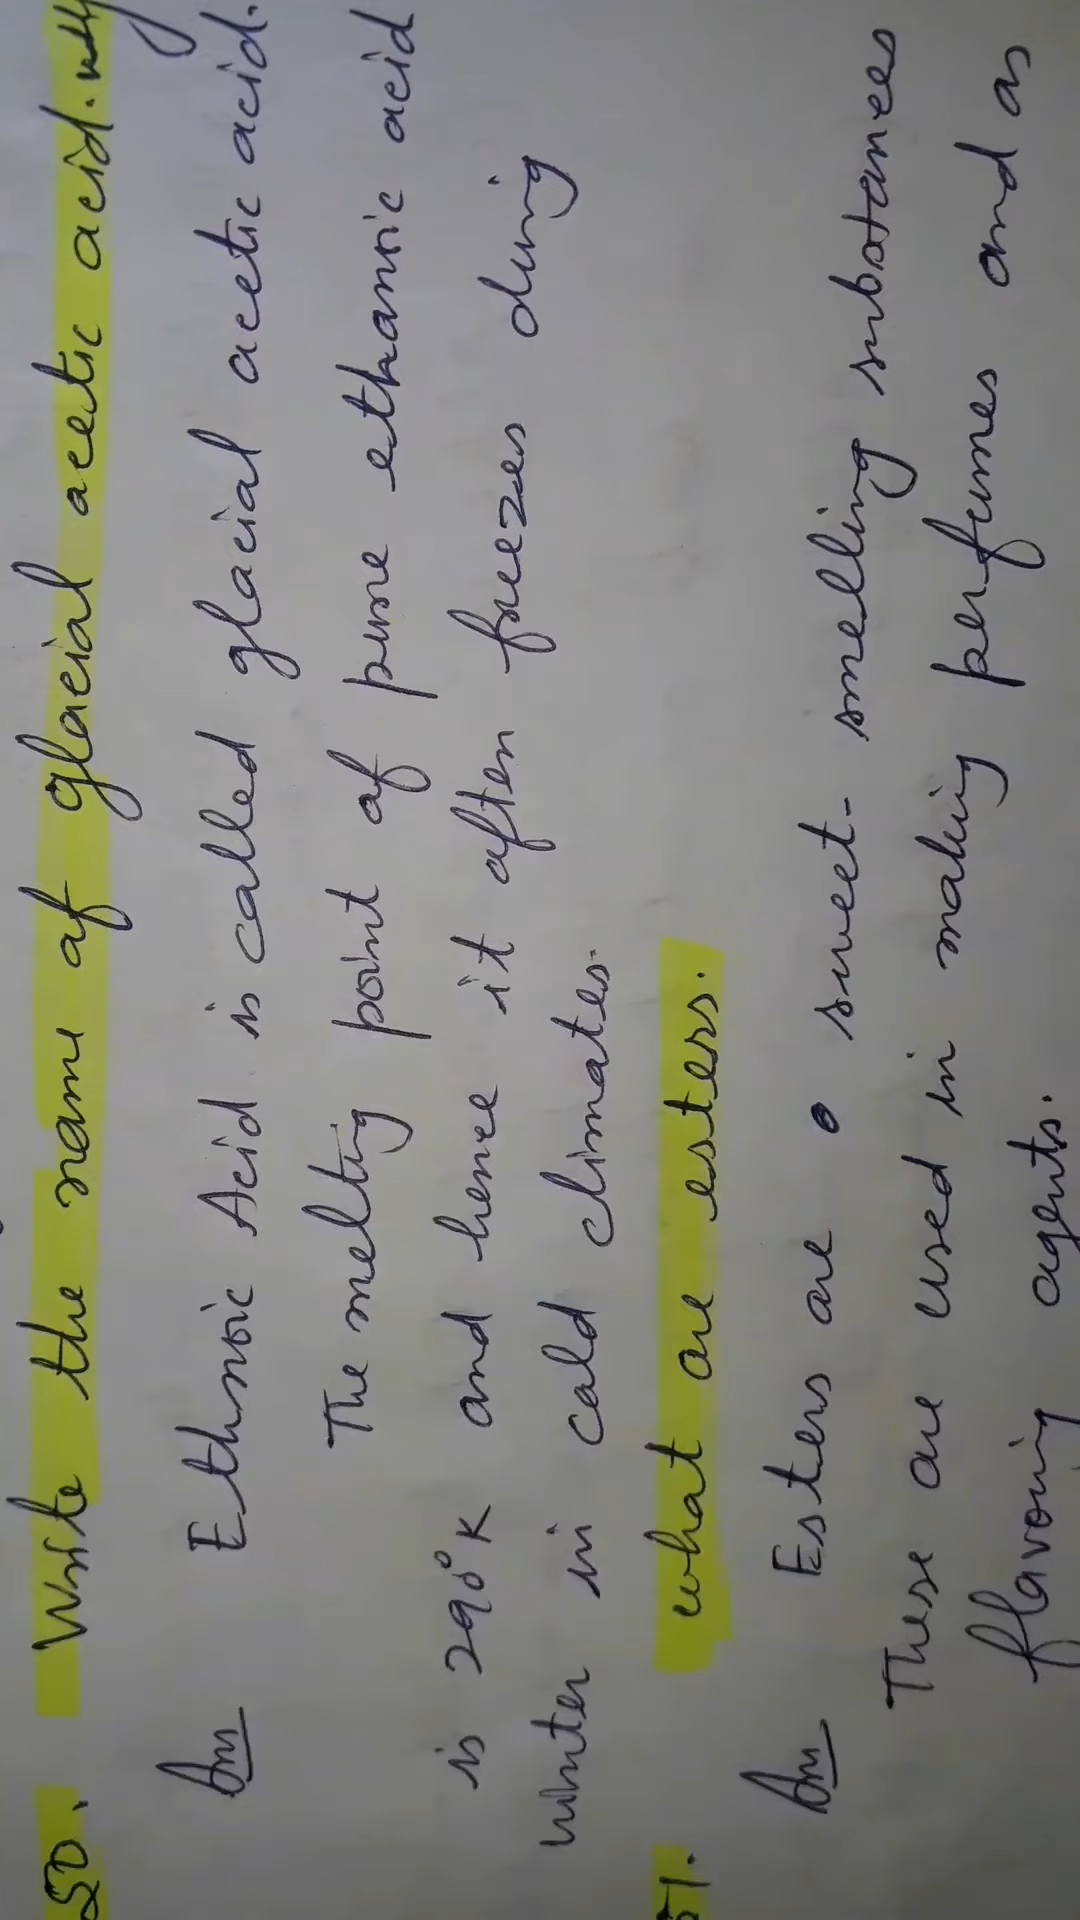 50. Write the name of glacial acetic acid. why
Ans Ethnoic Acid is called glacial acetic acid.
The melting point of pure ethanoic acid
is 290°K and hence it often freezes during
winter in cold climates.
51. what are esters.
Ans Esters are sweet-smelling substances
These are used in making perfumes and as
flavoring agents.